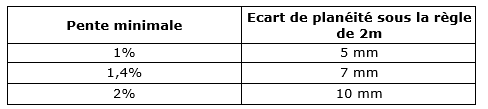 Pente minimale Ecart de planéité sous la règle
de 2m
1% 5 mm
1,4% 7 mm
2% 10 mm